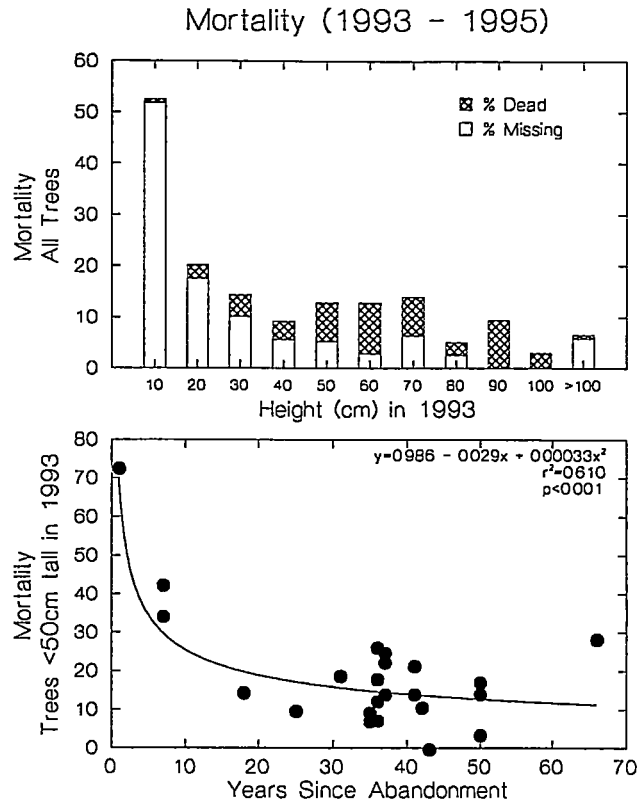 Mortality (1993 - 1995)
60
50
40
30
20
10
0
Mortality
All Trees
% Dead
% Missing
10 20 30 40 50 60 70 80 90 100 >100
Height (cm) in 1993
80
70
60
50
40
30
20
10
0
Mortality
Trees <50cm tall in 1993
y=0986 - 0029x + 000033x²
r²=0610
p<0001
0 10 20 30 40 50 60 70
Years Since Abandonment